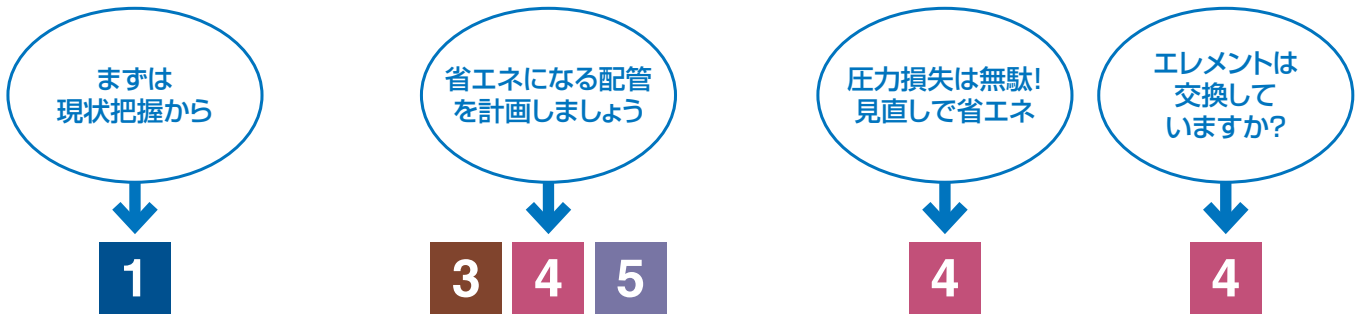 まずは
現状把握から
省エネになる配管
を計画しましょう
圧力損失は無駄!
見直しで省エネ
エレメントは
交換して
いますか?
1
3 4 5
4
4